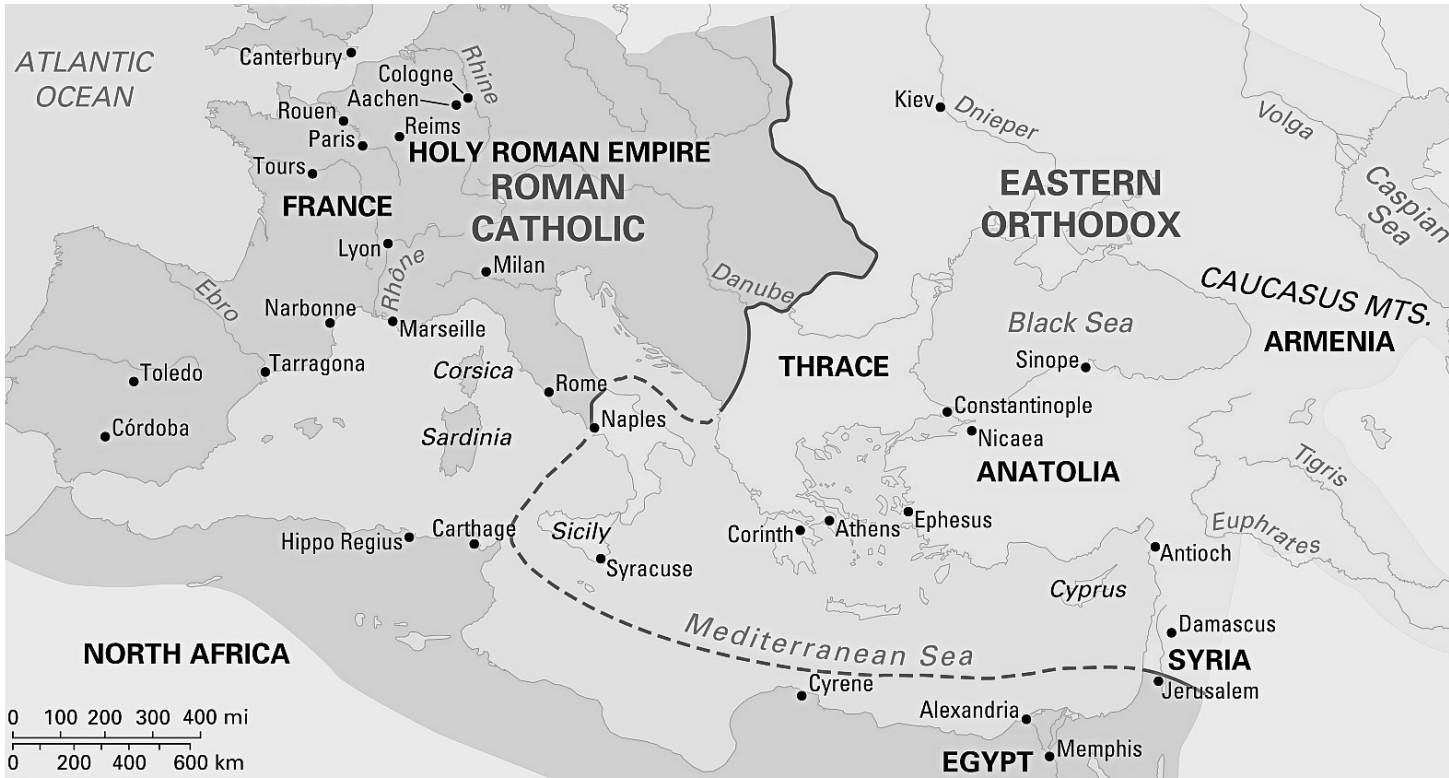 ATLANTIC
OCEAN
Canterbury
Cologne
Aachen
Rhine
Rouen
Reims
Paris
Tours
HOLY ROMAN EMPIRE
ROMAN
CATHOLIC
FRANCE
Lyon
Rhône
Milan
Ebro
Narbonne
Marseille
Danube
Toledo
Tarragona
Corsica
Rome
Córdoba
Sardinia
Naples
Kiev
Dnieper
Volga
EASTERN
ORTHODOX
Caspian
Sea
CAUCASUS MTS.
Black Sea
ARMENIA
THRACE
Sinope
Constantinople
Nicaea
ANATOLIA
Tigris
Euphrates
Hippo Regius
Carthage
Sicily
Syracuse
Corinth
Athens
Ephesus
Antioch
Cyprus
Mediterranean Sea
Damascus
SYRIA
Jerusalem
NORTH AFRICA
Cyrene
Alexandria
EGYPT
Memphis
0 100 200 300 400 mi
0 200 400 600 km